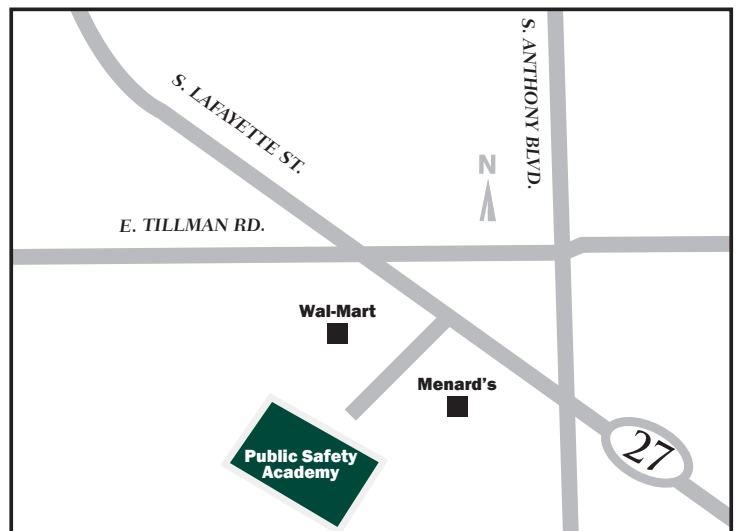 S. LAFAYETTE ST.
S. ANTHONY BLVD.
N
E. TILLMAN RD.
Wal-Mart
Menard's
Public Safety
Academy
27